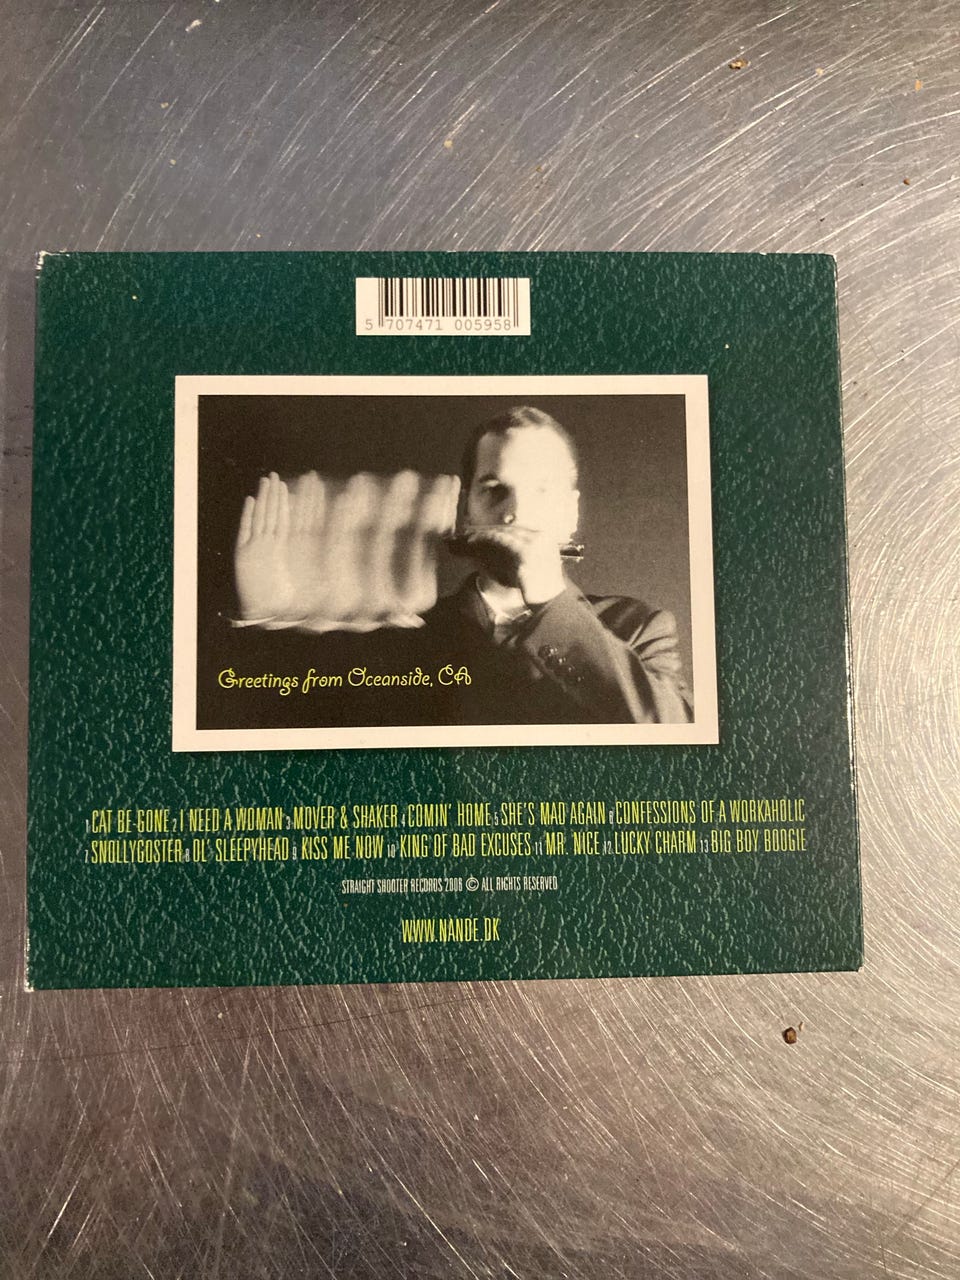 5 707471 005958
Greetings from Oceanside, CA
1 CAT BE-GONE 2 I NEED A WOMAN 3 MOVER & SHAKER 4 COMIN' HOME 5 SHE'S MAD AGAIN 6 CONFESSIONS OF A WORKAHOLIC
7 SNOLLYGOSTER 8 OL' SLEEPYHEAD 9 KISS ME NOW 10 KING OF BAD EXCUSES 11 MR. NICE 12 LUCKY CHARM 13 BIG BOY BOOGIE
STRAIGHT SHOOTER RECORDS 2006 © ALL RIGHTS RESERVED
WWW.NANDE.DK